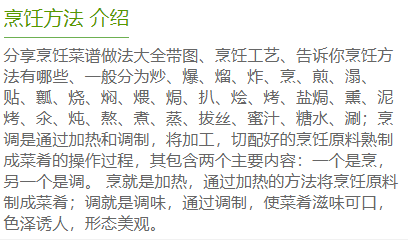 烹饪方法 介绍
分享烹饪菜谱做法大全带图、烹饪工艺、告诉你烹饪方
法有哪些、一般分为炒、爆、熘、炸、烹、煎、溻、
贴、瓤、烧、焖、煨、焗、扒、烩、烤、盐焗、熏、泥
烤、汆、炖、熬、煮、蒸、拔丝、蜜汁、糖水、涮；烹
调是通过加热和调制，将加工，切配好的烹饪原料熟制
成菜肴的操作过程，其包含两个主要内容：一个是烹，
另一个是调。 烹就是加热，通过加热的方法将烹饪原料
制成菜肴；调就是调味，通过调制，使菜肴滋味可口，
色泽诱人，形态美观。